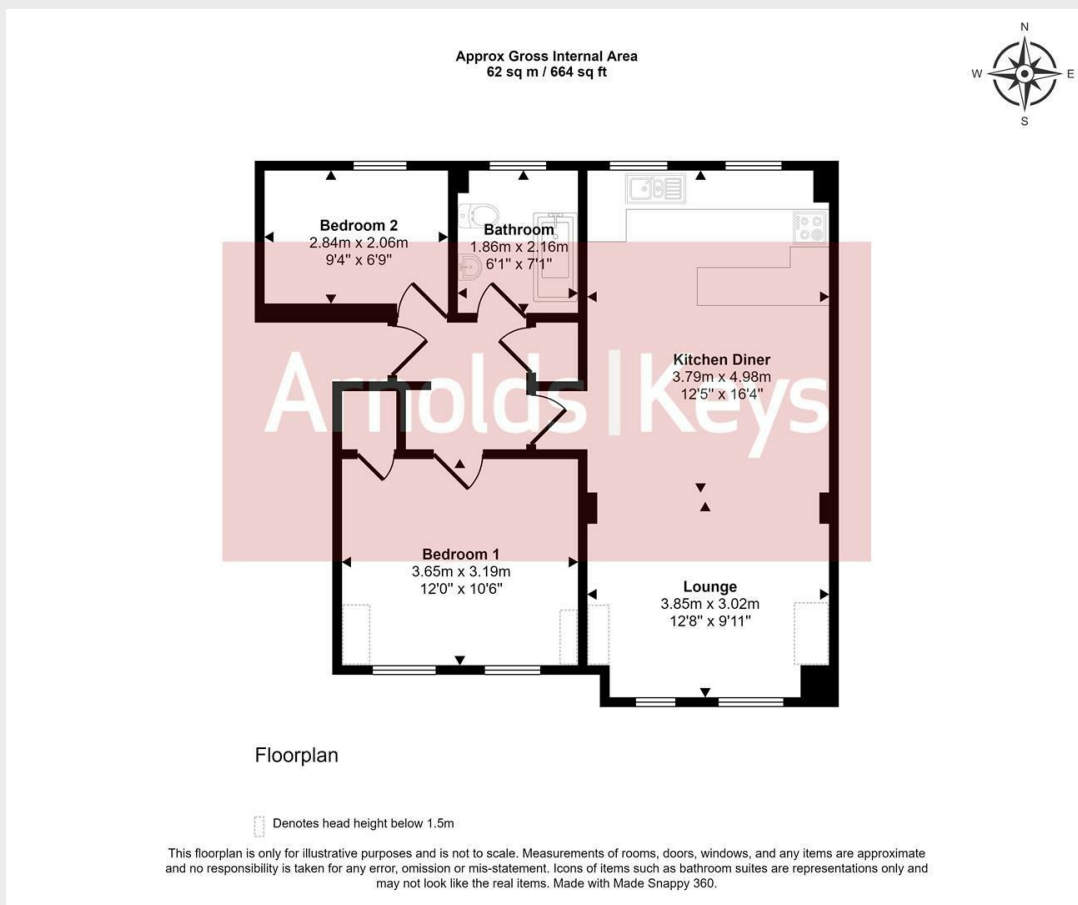 Approx Gross Internal Area
62 sq m / 664 sq ft
N
W
E
S
Bedroom 2
2.84m x 2.06m
9'4" x 6'9"
Bathroom
1.86m x 2.16m
6'1" x 7'1"
Kitchen Diner
3.79m x 4.98m
12'5" x 16'4"
Arnolds | Keys
Bedroom 1
3.65m x 3.19m
12'0" x 10'6"
Lounge
3.85m x 3.02m
12'8" x 9'11"
Floorplan
Denotes head height below 1.5m
This floorplan is only for illustrative purposes and is not to scale. Measurements of rooms, doors, windows, and any items are approximate
and no responsibility is taken for any error, omission or mis-statement. Icons of items such as bathroom suites are representations only and
may not look like the real items. Made with Made Snappy 360.